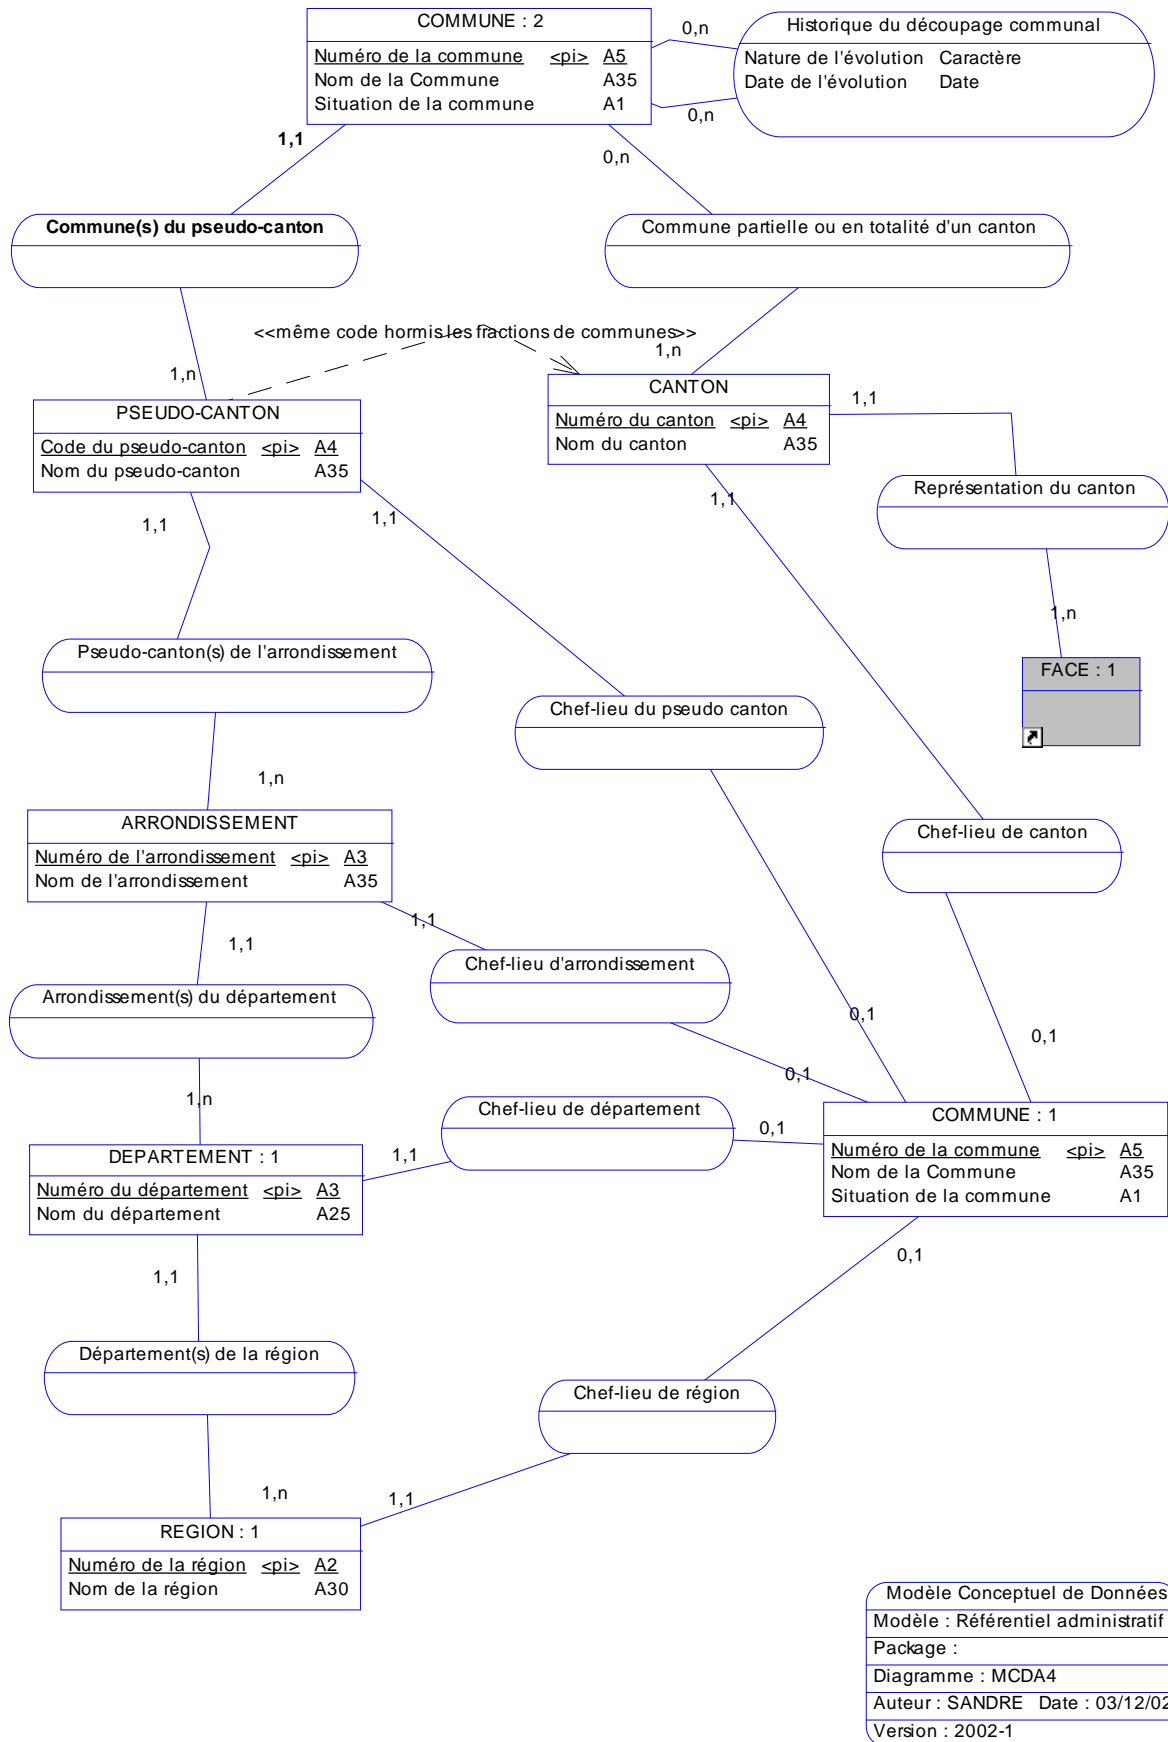 COMMUNE : 2
Numéro de la commune <pi> A5
Nom de la Commune A35
Situation de la commune A1
0,n
Historique du découpage communal
Nature de l'évolution Caractère
Date de l'évolution Date
0,n
1,1
0,n
Commune(s) du pseudo-canton
Commune partielle ou en totalité d'un canton
<<même code hormis les fractions de communes>>
1,n
1,n
PSEUDO-CANTON
Code du pseudo-canton <pi> A4
Nom du pseudo-canton A35
CANTON
Numéro du canton <pi> A4
Nom du canton A35
1,1
1,1
1,1
1,1
Représentation du canton
1,n
FACE : 1
Pseudo-canton(s) de l'arrondissement
Chef-lieu du pseudo canton
1,n
ARRONDISSEMENT
Numéro de l'arrondissement <pi> A3
Nom de l'arrondissement A35
Chef-lieu de canton
1,1
1,1
Chef-lieu d'arrondissement
Arrondissement(s) du département
0,1
0,1
0,1
1,n
Chef-lieu de département
0,1
COMMUNE : 1
Numéro de la commune <pi> A5
Nom de la Commune A35
Situation de la commune A1
DEPARTEMENT : 1
Numéro du département <pi> A3
Nom du département A25
1,1
1,1
0,1
Département(s) de la région
Chef-lieu de région
1,n
1,1
REGION : 1
Numéro de la région <pi> A2
Nom de la région A30
Modèle Conceptuel de Données
Modèle : Référentiel administratif
Package :
Diagramme : MCDA4
Auteur : SANDRE Date : 03/12/02
Version : 2002-1